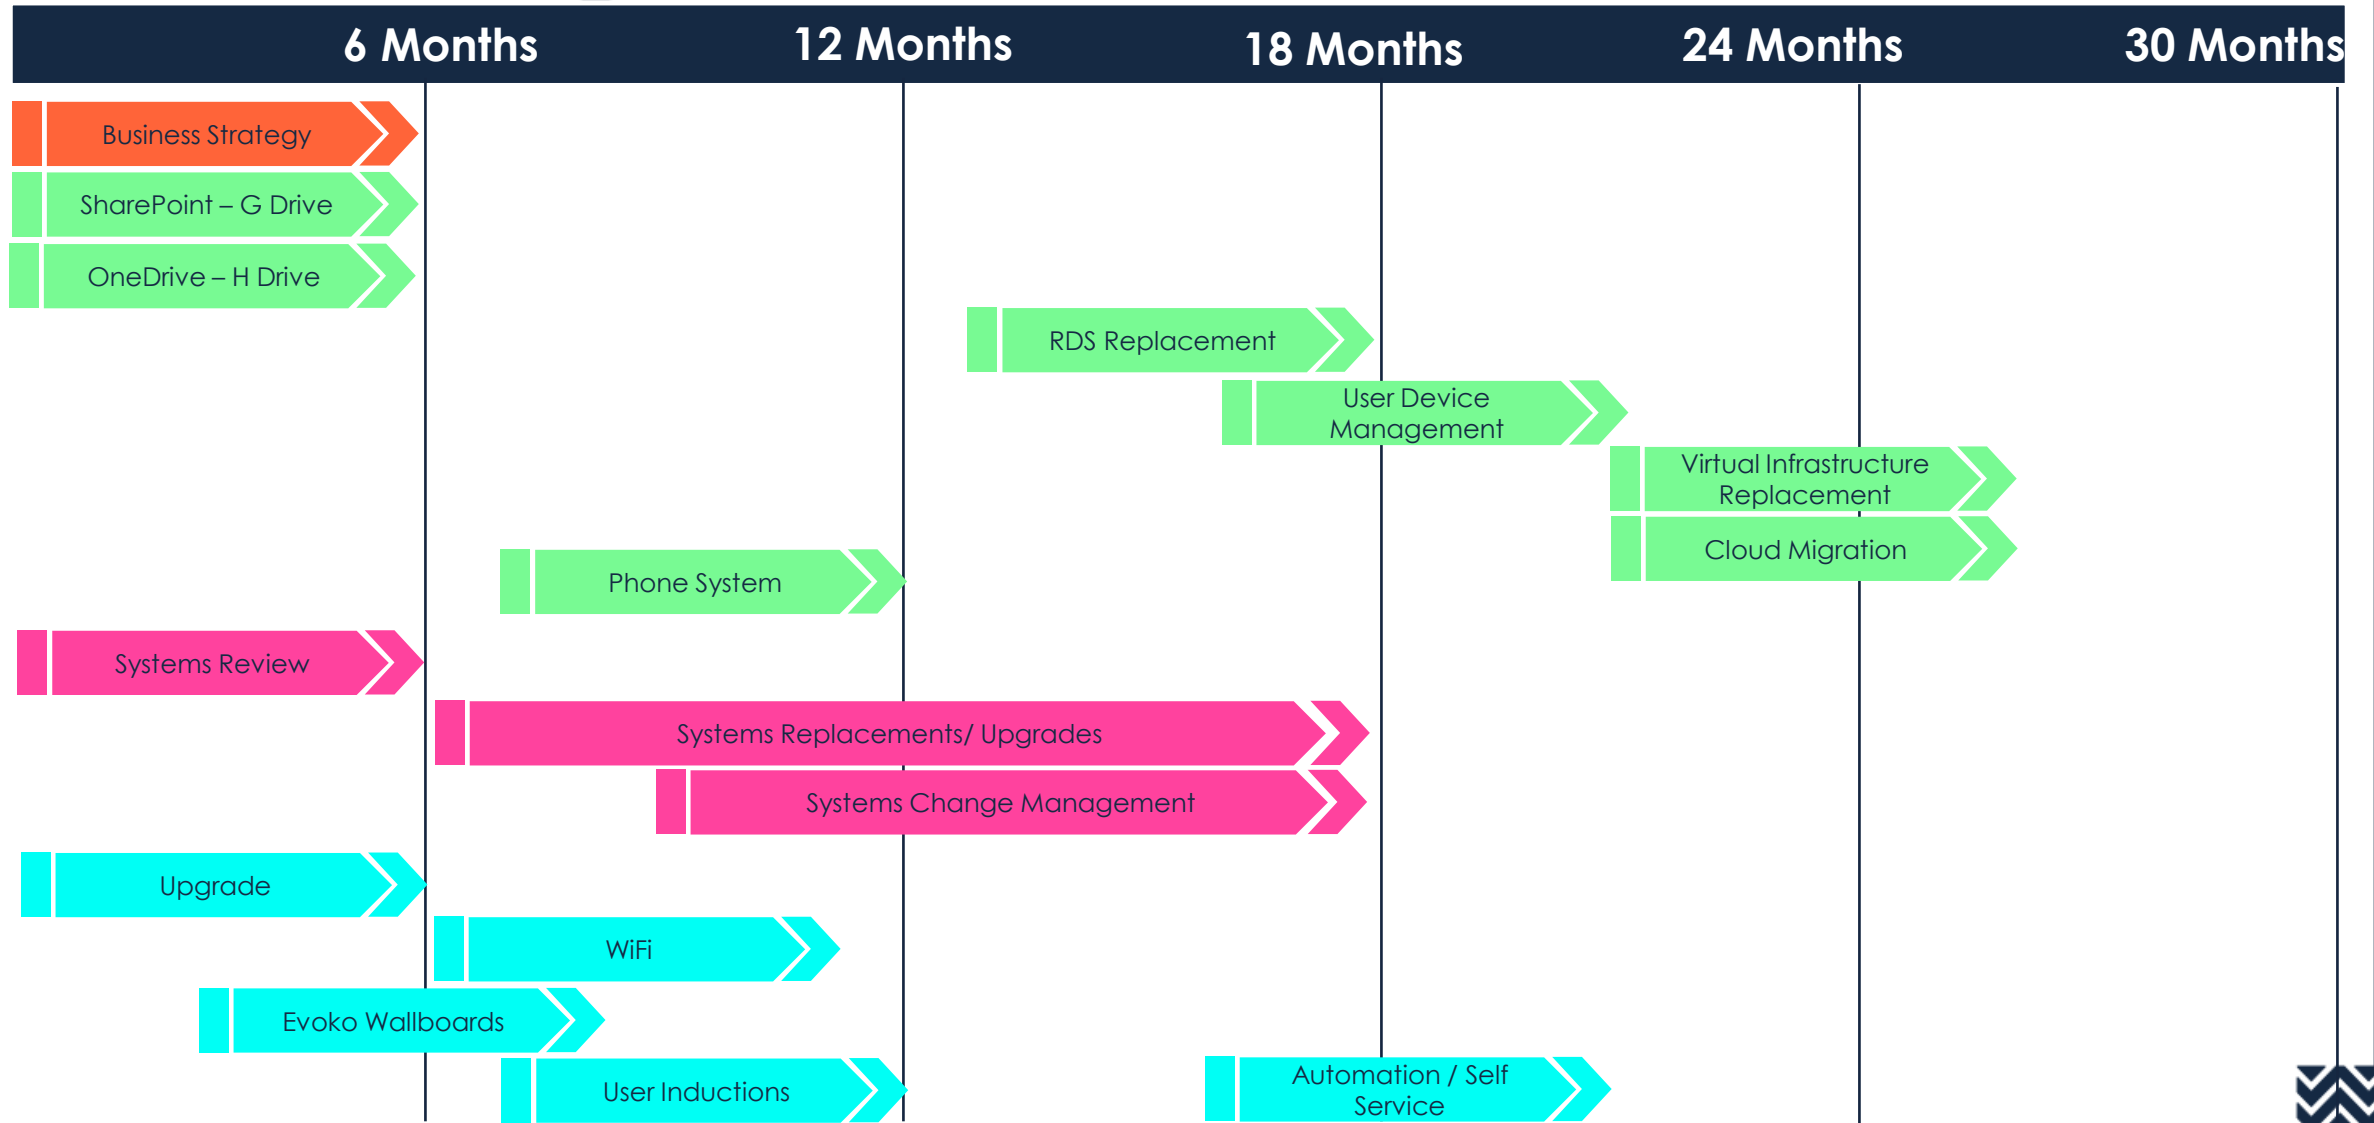 6 Months
12 Months
18 Months
24 Months
30 Months
Business Strategy
SharePoint – G Drive
OneDrive – H Drive
RDS Replacement
User Device
Management
Virtual Infrastructure
Replacement
Cloud Migration
Phone System
Systems Review
Systems Replacements/ Upgrades
Systems Change Management
Upgrade
WiFi
Evoko Wallboards
User Inductions
Automation / Self
Service